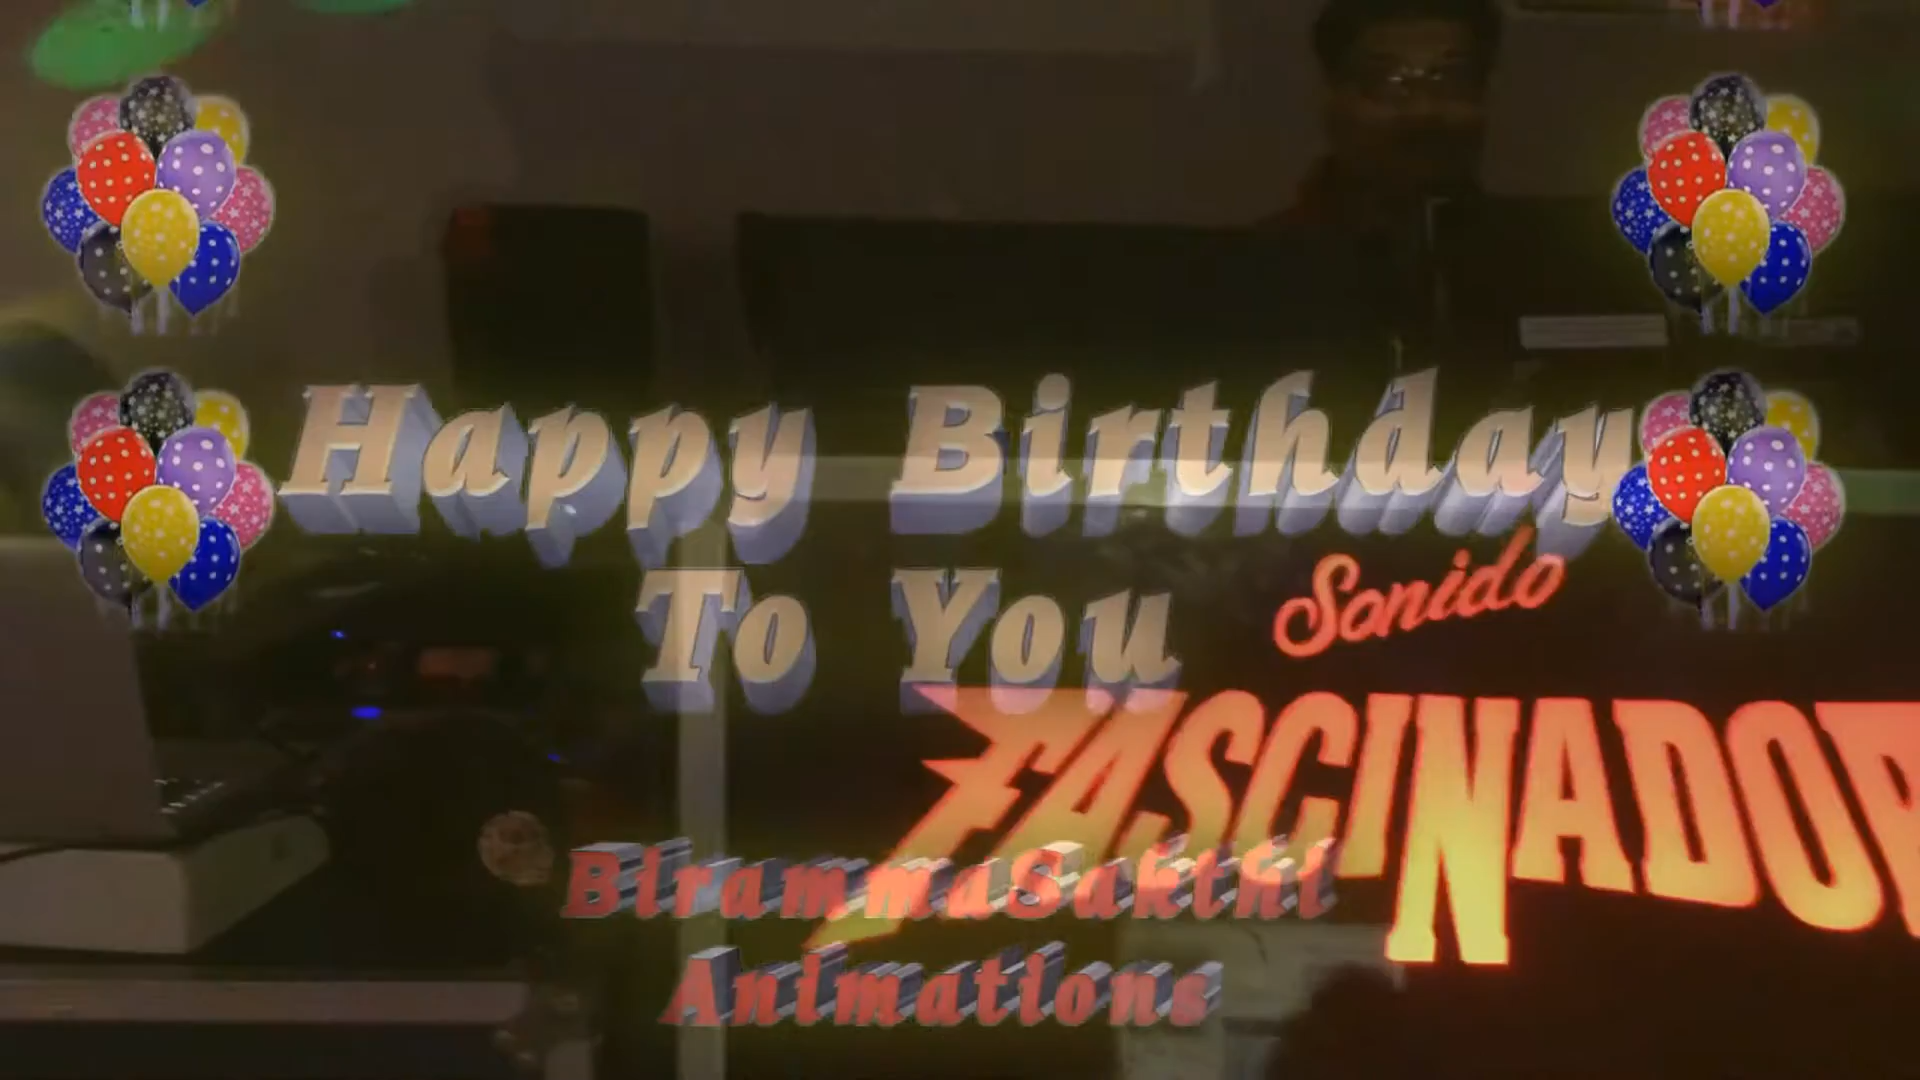 Happy Birthday
To You
Sonido
FASCINADOR
BirammaSakthi
Animations